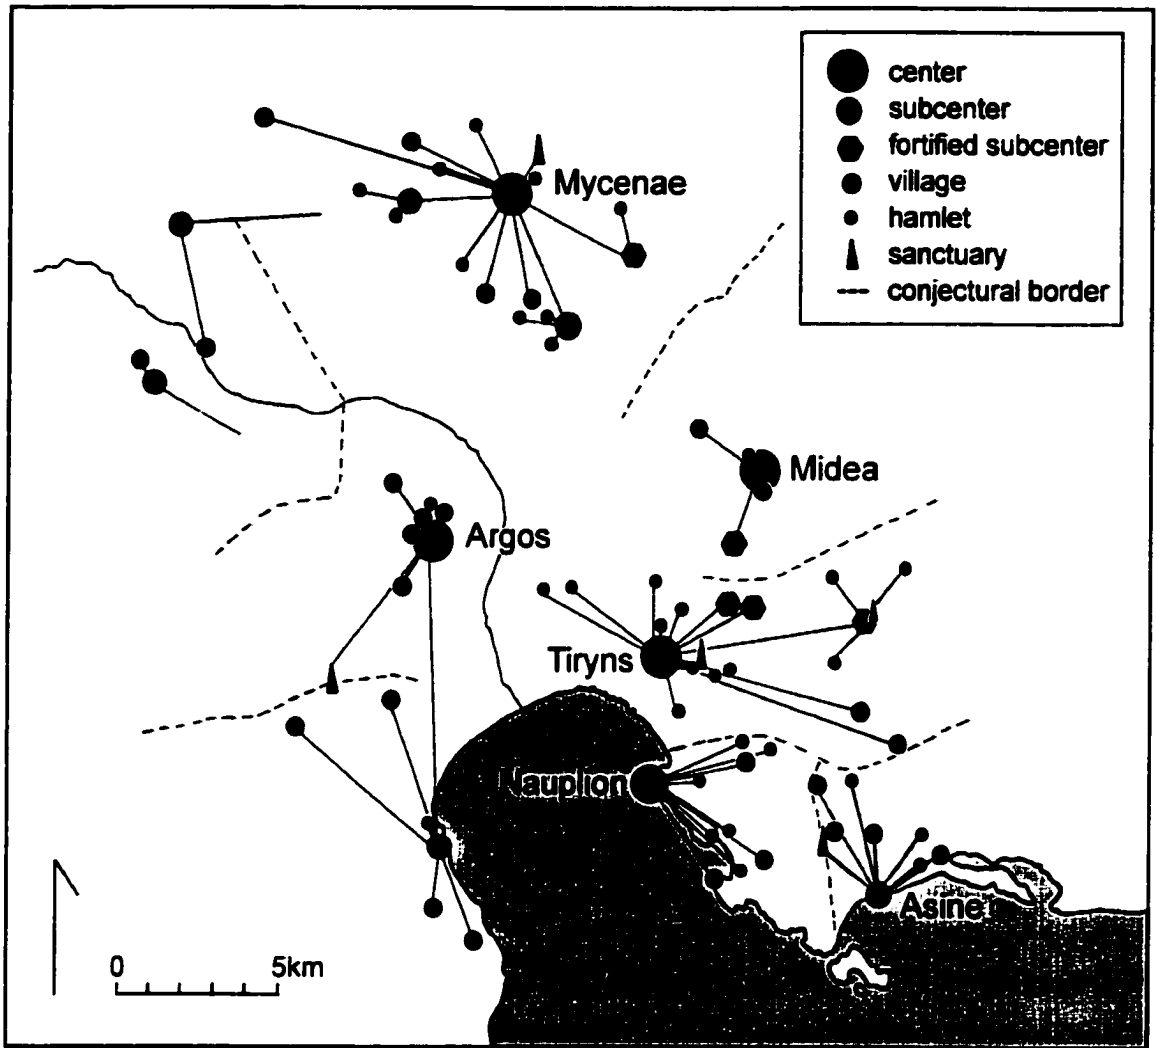 center
subcenter
fortified subcenter
village
hamlet
sanctuary
conjectural border
Mycenae
Midea
Argos
Tiryns
Nauplion
Asine
0 5km